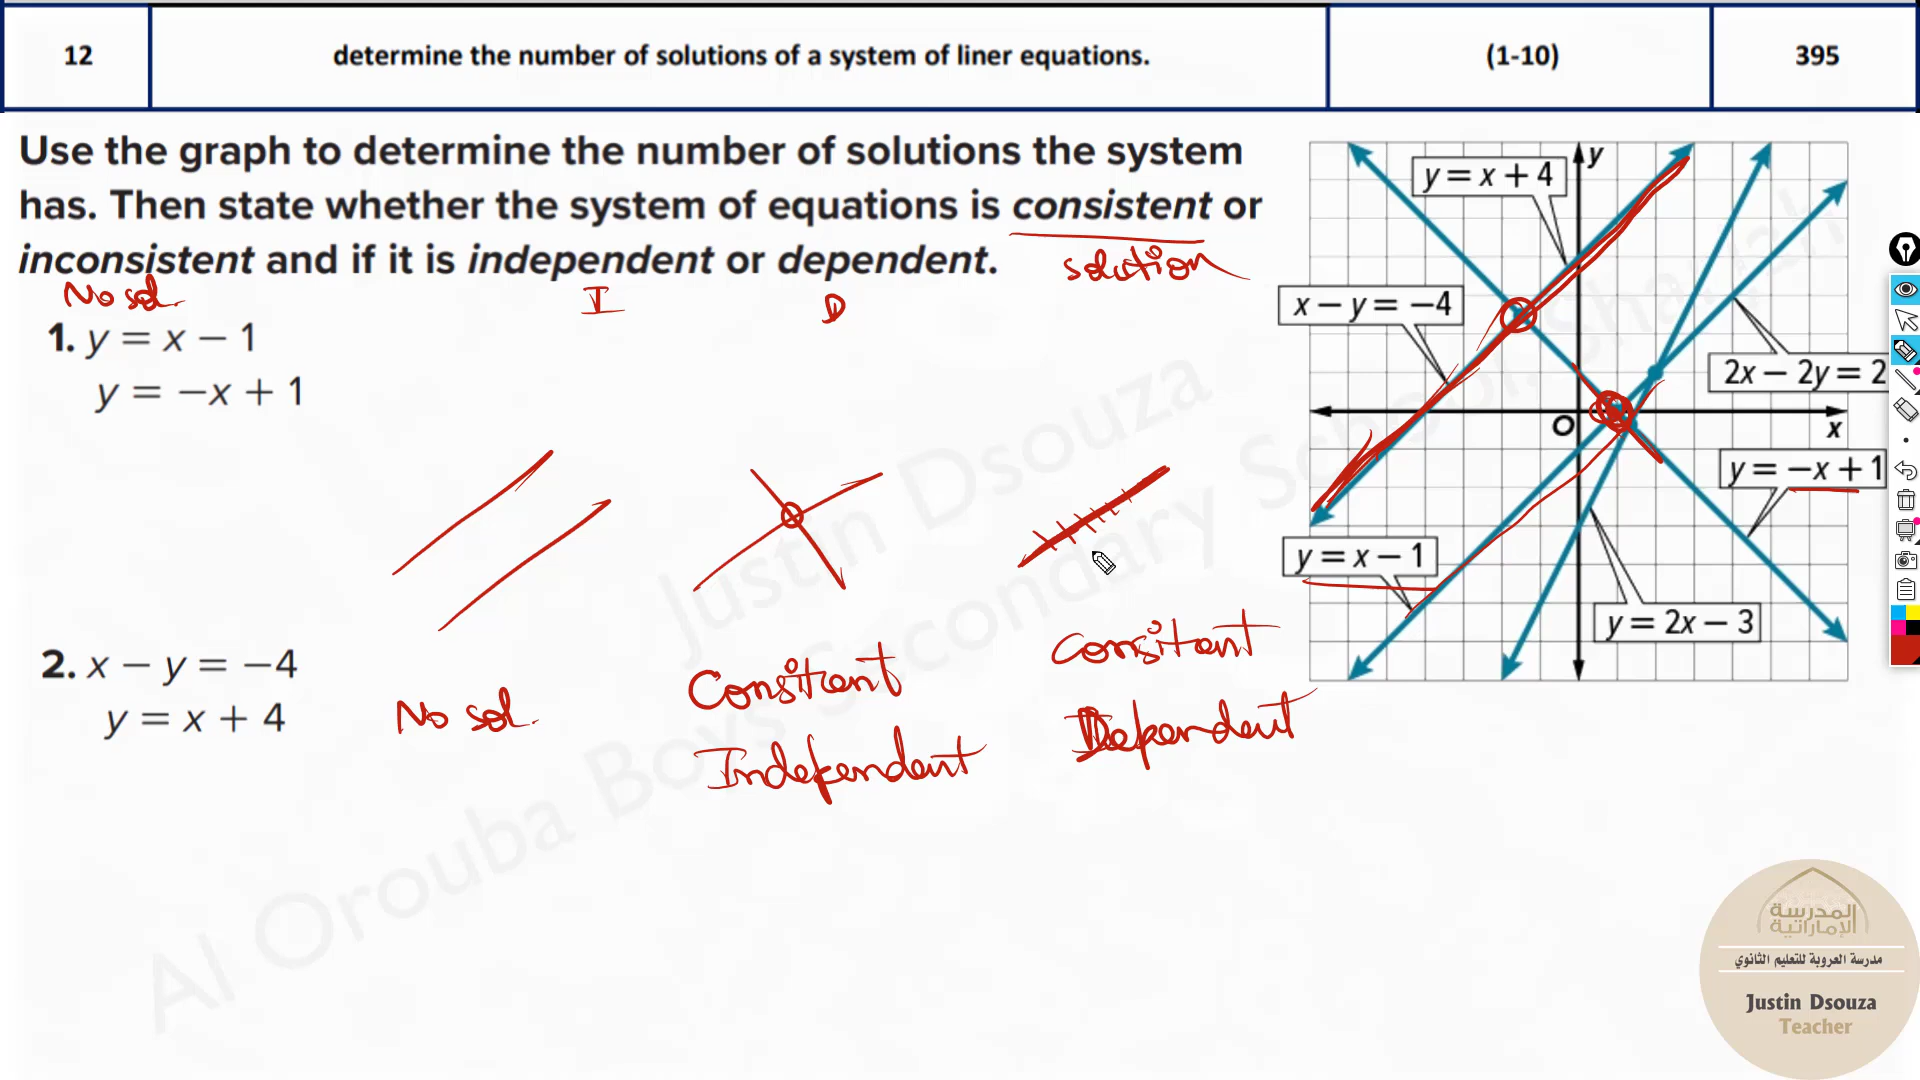 12
determine the number of solutions of a system of liner equations.
(1-10)
395
Use the graph to determine the number of solutions the system
has. Then state whether the system of equations is consistent or
inconsistent and if it is independent or dependent.
solution
No sol.
I
D
1. y = x − 1
y = −x + 1
2. x − y = −4
y = x + 4
No sol.
Consitent
Independent
Consitent
Dependent
y = x + 4
y
x − y = −4
2x − 2y = 2
O
x
y = −x + 1
y = x − 1
y = 2x − 3
Justin Dsouza
Al Orouba Boys Secondary School, Sharjah
المدرسة
الإماراتية
مدرسة العروبة للتعليم الثانوي
Justin Dsouza
Teacher